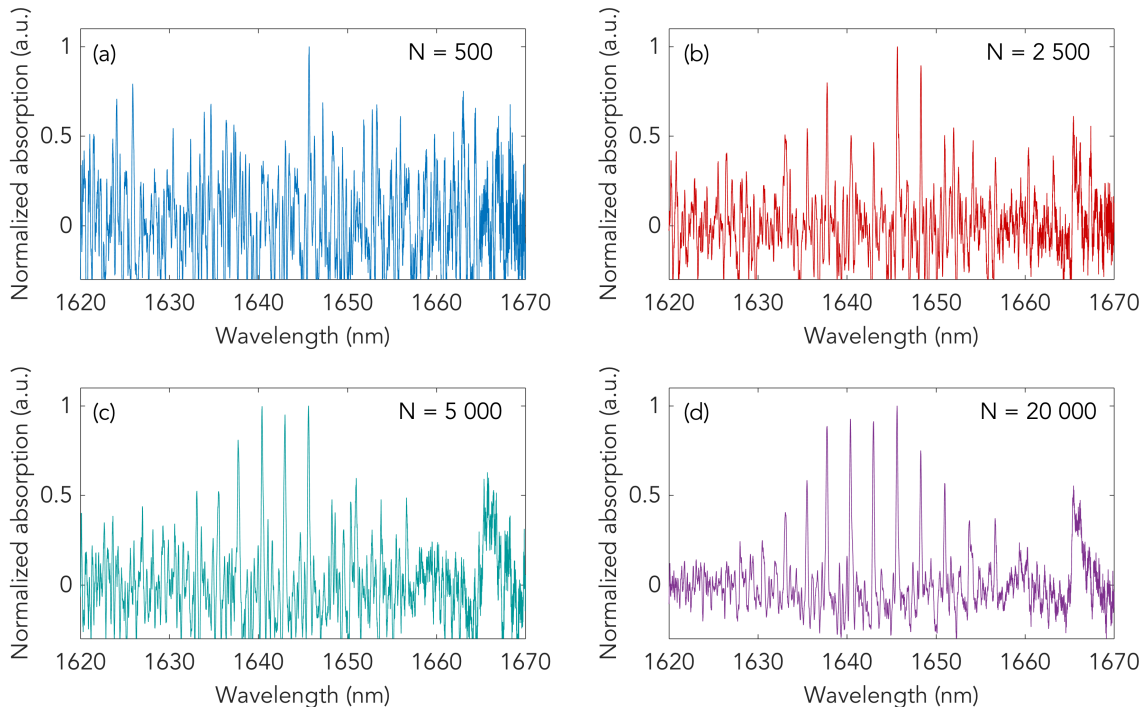 (a)
N = 500
Normalized absorption (a.u.)
1
0.5
0
1620 1630 1640 1650 1660 1670
Wavelength (nm)
(b)
N = 2 500
Normalized absorption (a.u.)
1
0.5
0
1620 1630 1640 1650 1660 1670
Wavelength (nm)
(c)
N = 5 000
Normalized absorption (a.u.)
1
0.5
0
1620 1630 1640 1650 1660 1670
Wavelength (nm)
(d)
N = 20 000
Normalized absorption (a.u.)
1
0.5
0
1620 1630 1640 1650 1660 1670
Wavelength (nm)